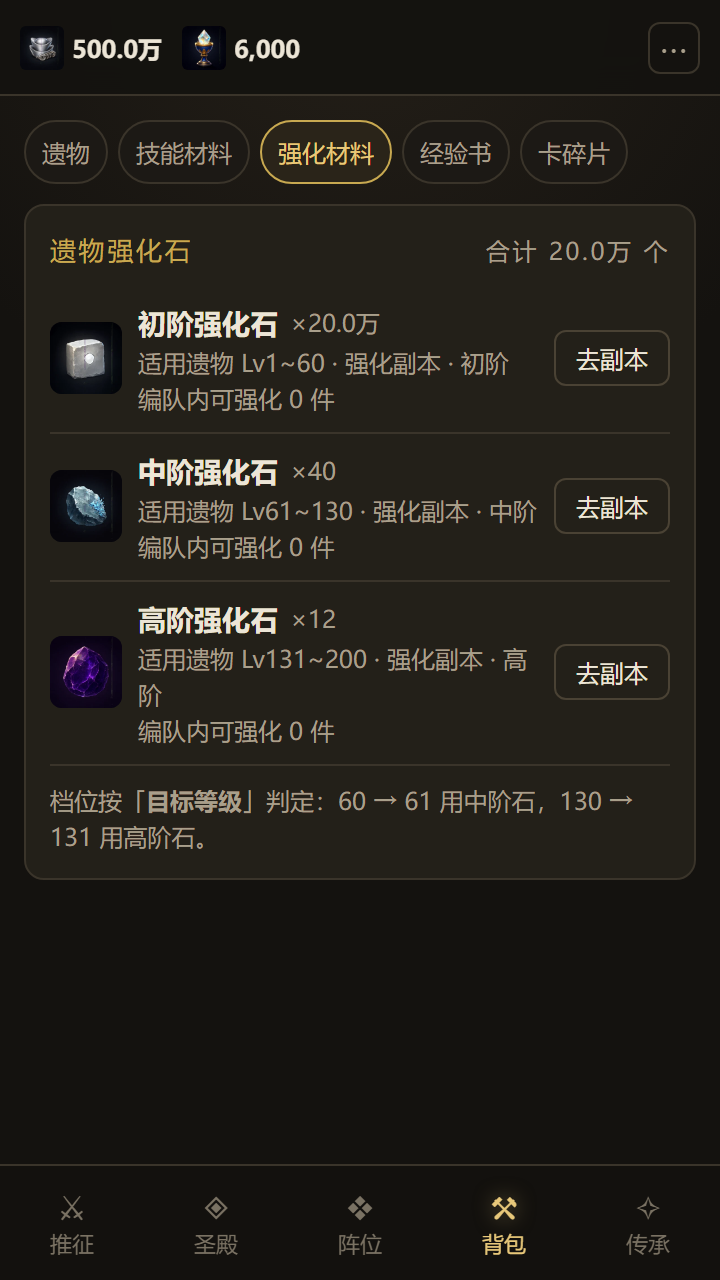 500.0万 6,000 ...
遗物 技能材料 强化材料 经验书 卡碎片
遗物强化石 合计 20.0万 个
初阶强化石 ×20.0万
适用遗物 Lv1~60 · 强化副本 · 初阶
编队内可强化 0 件
去副本
中阶强化石 ×40
适用遗物 Lv61~130 · 强化副本 · 中阶
编队内可强化 0 件
去副本
高阶强化石 ×12
适用遗物 Lv131~200 · 强化副本 · 高
阶
编队内可强化 0 件
去副本
档位按「目标等级」判定：60 → 61 用中阶石，130 →
131 用高阶石。
推征 圣殿 阵位 背包 传承